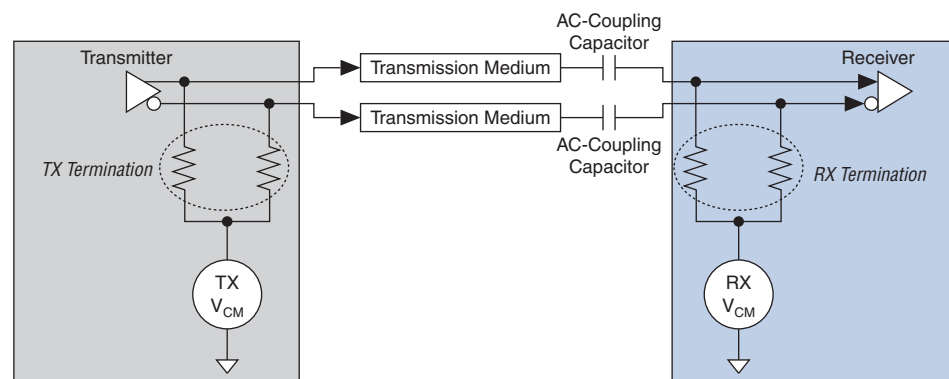 AC-Coupling
Capacitor
Transmitter
Receiver
Transmission Medium
Transmission Medium
AC-Coupling
Capacitor
TX Termination
RX Termination
TX
VCM
RX
VCM